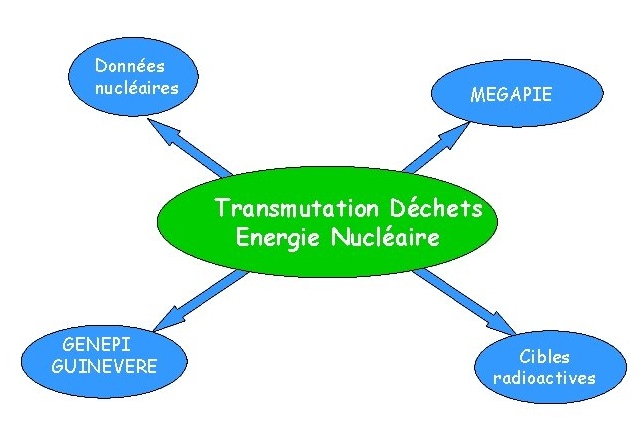 Données
nucléaires
MEGAPIE
Transmutation Déchets
Energie Nucléaire
GENEPI
GUINEVERE
Cibles
radioactives